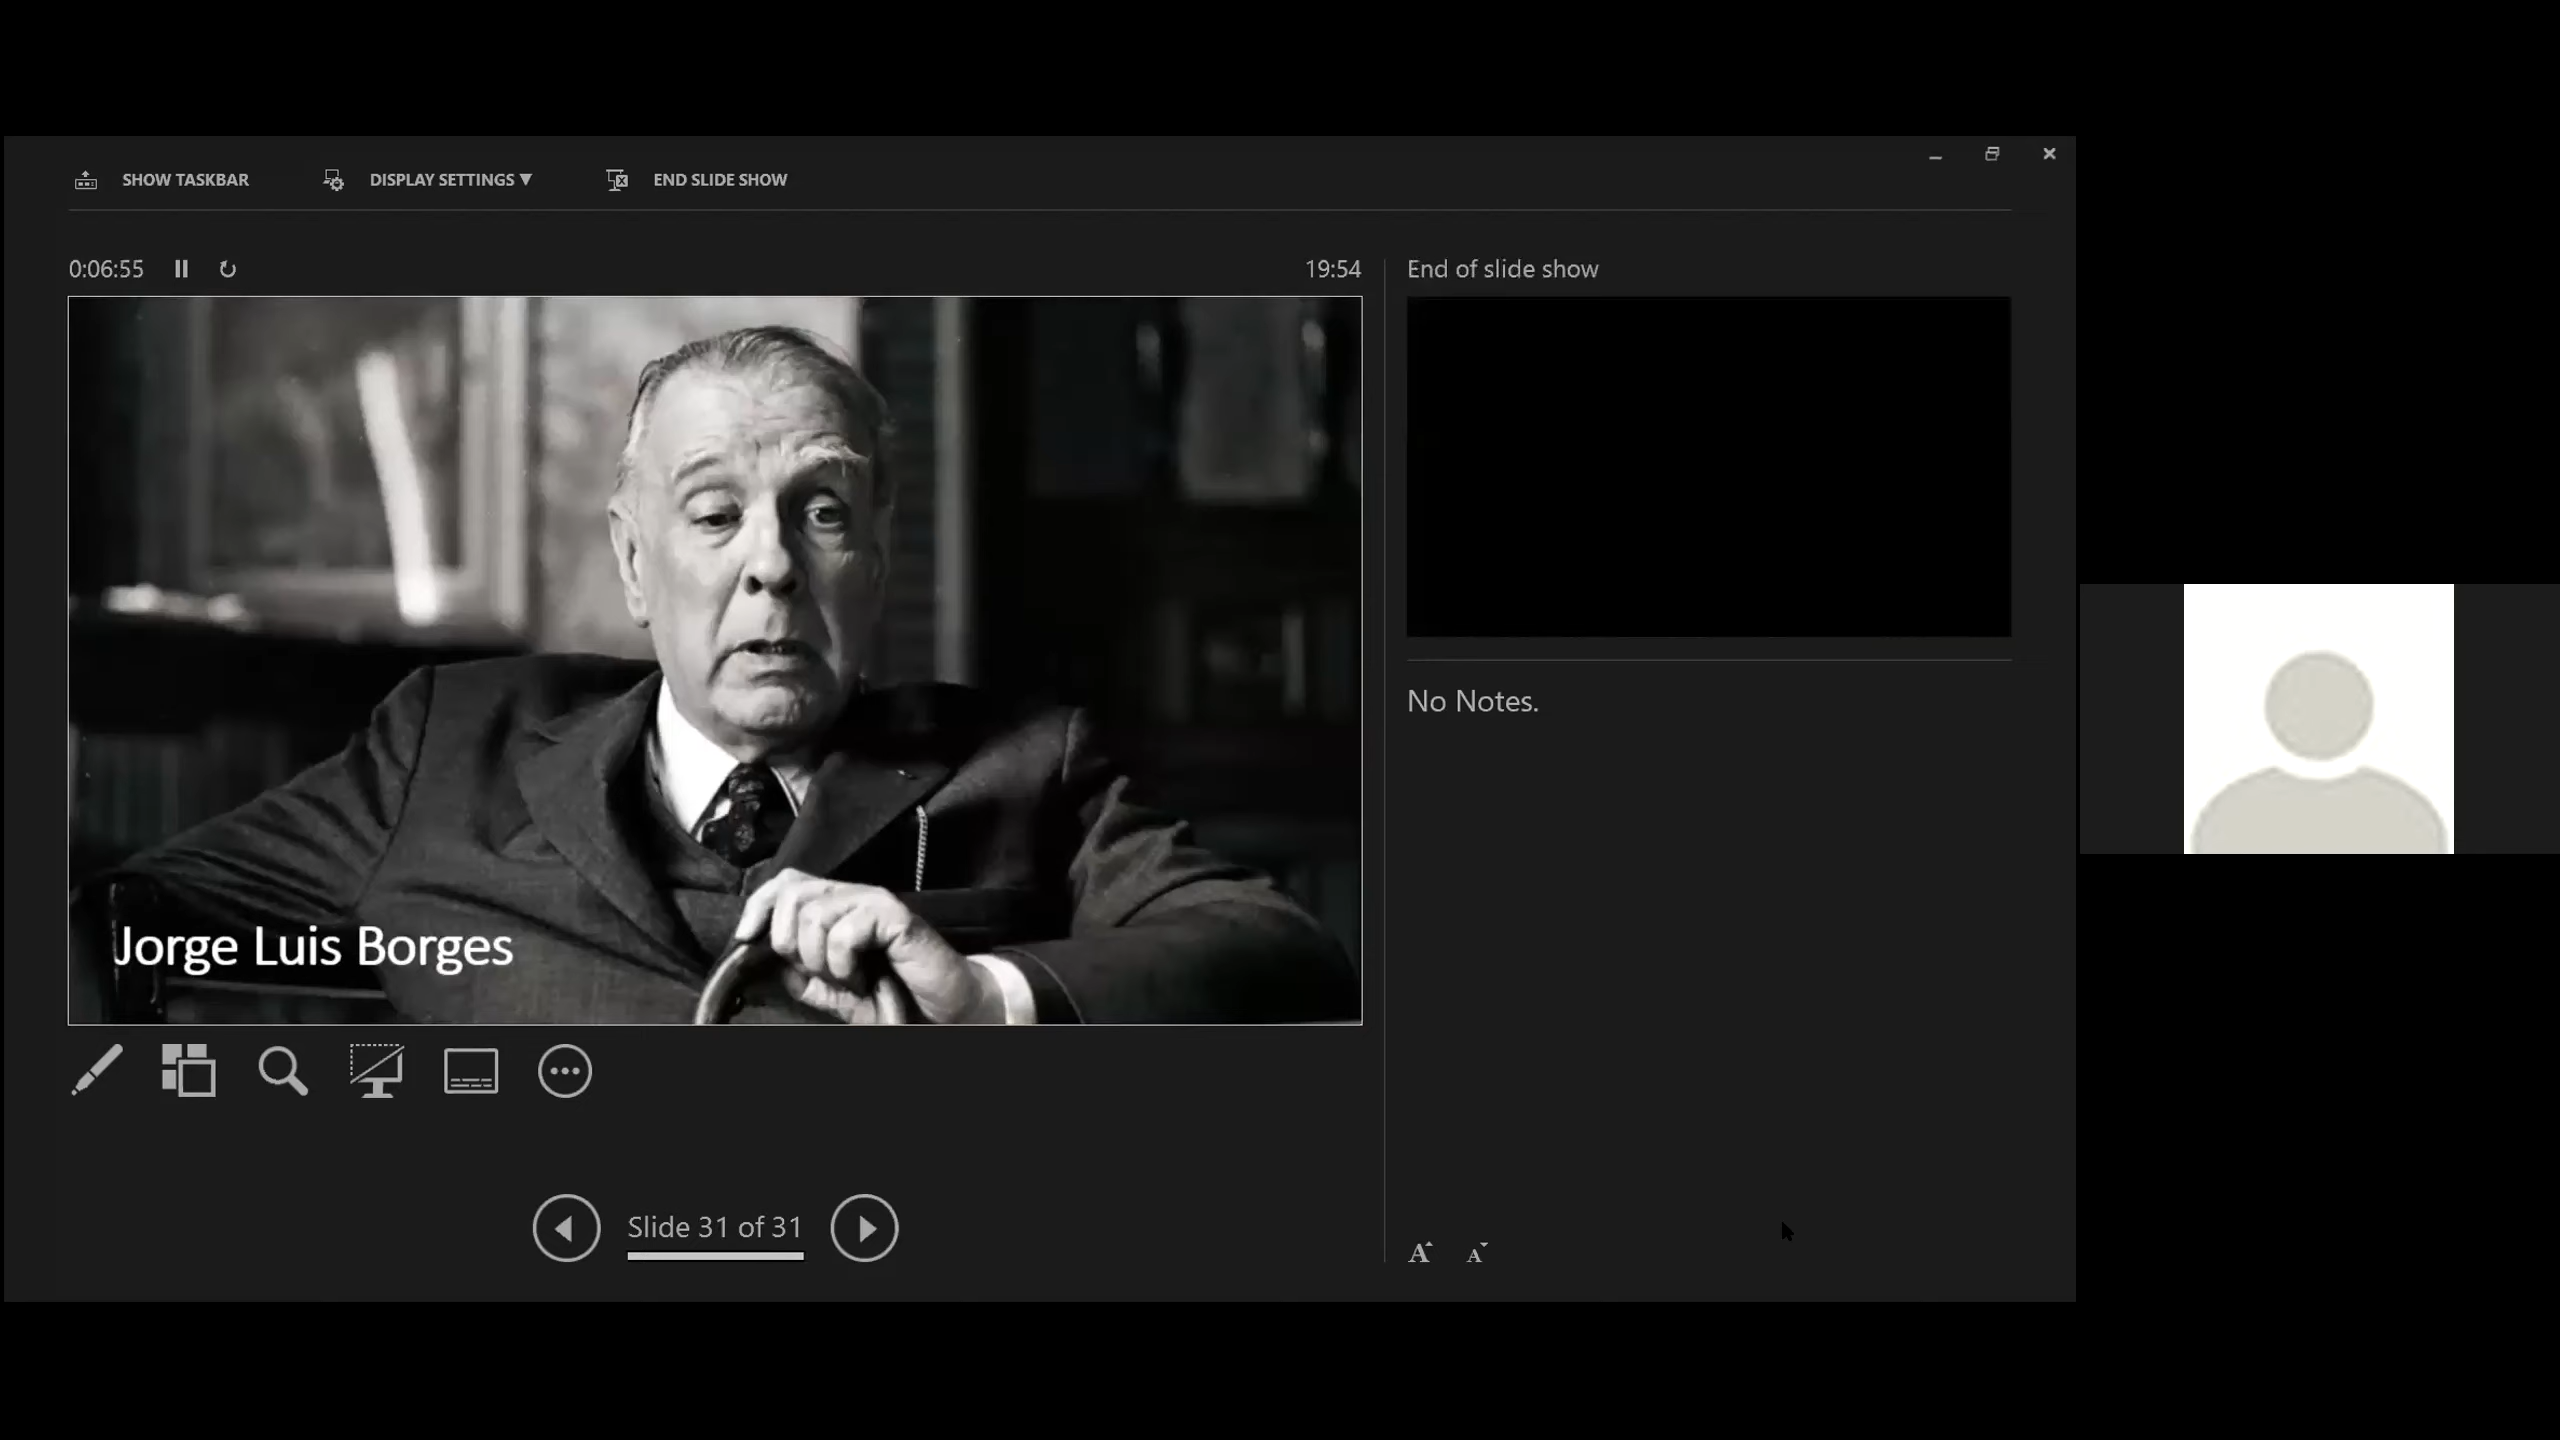 SHOW TASKBAR
DISPLAY SETTINGS ▼
END SLIDE SHOW
0:06:55
19:54
End of slide show
Jorge Luis Borges
No Notes.
Slide 31 of 31
A A